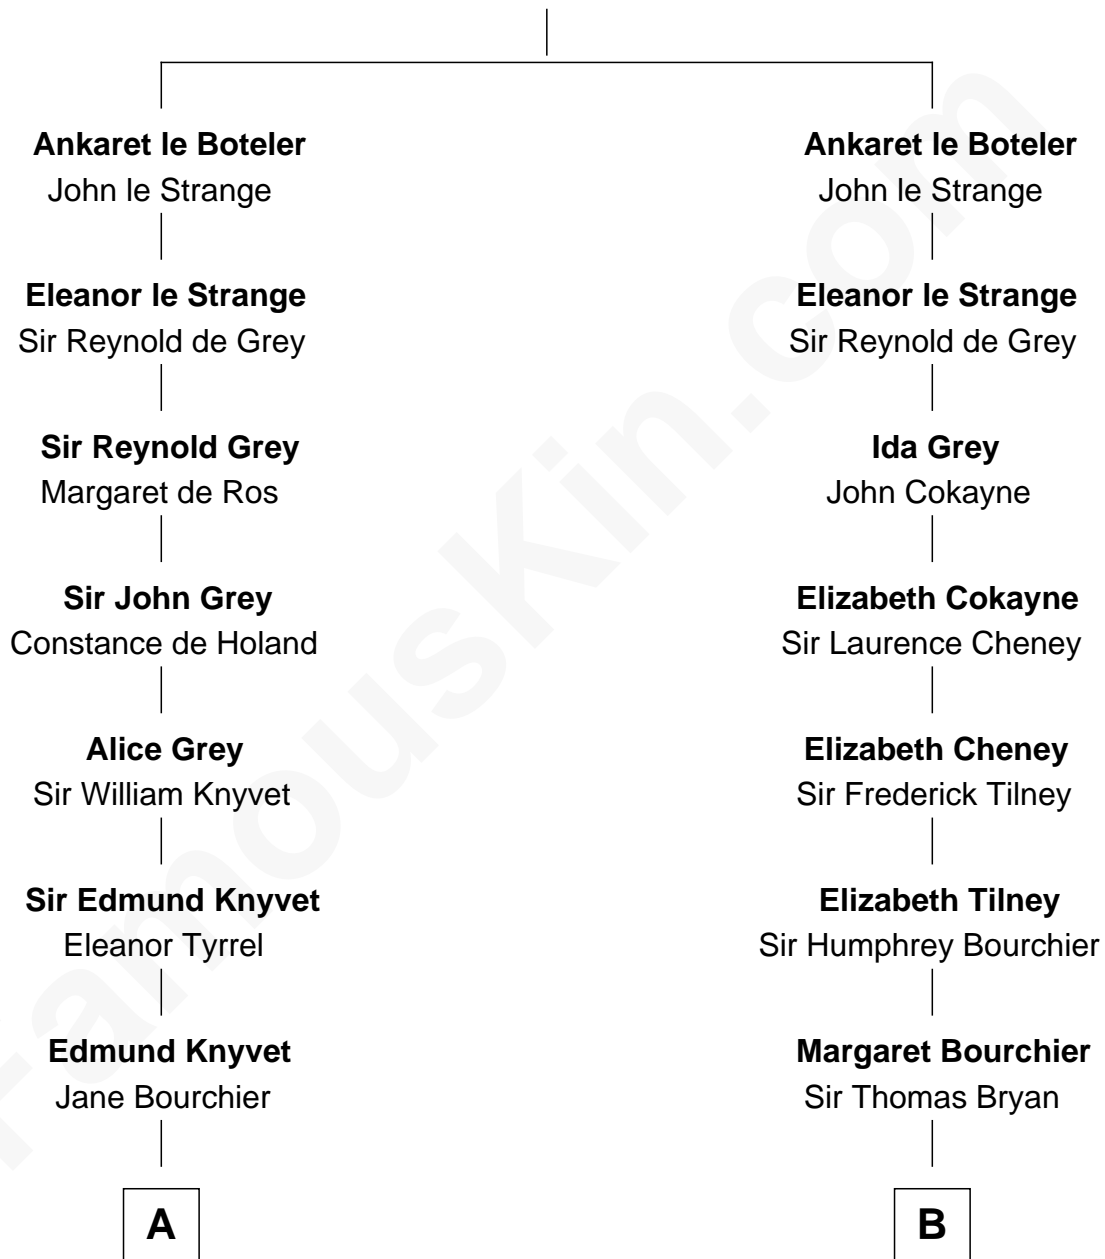 Ankaret le Boteler
John le Strange
Eleanor le Strange
Sir Reynold de Grey
Sir Reynold Grey
Margaret de Ros
Sir John Grey
Constance de Holand
Alice Grey
Sir William Knyvet
Sir Edmund Knyvet
Eleanor Tyrrel
Edmund Knyvet
Jane Bourchier
A
Ankaret le Boteler
John le Strange
Eleanor le Strange
Sir Reynold de Grey
Ida Grey
John Cokayne
Elizabeth Cokayne
Sir Laurence Cheney
Elizabeth Cheney
Sir Frederick Tilney
Elizabeth Tilney
Sir Humphrey Bourchier
Margaret Bourchier
Sir Thomas Bryan
B
FamousKin.com